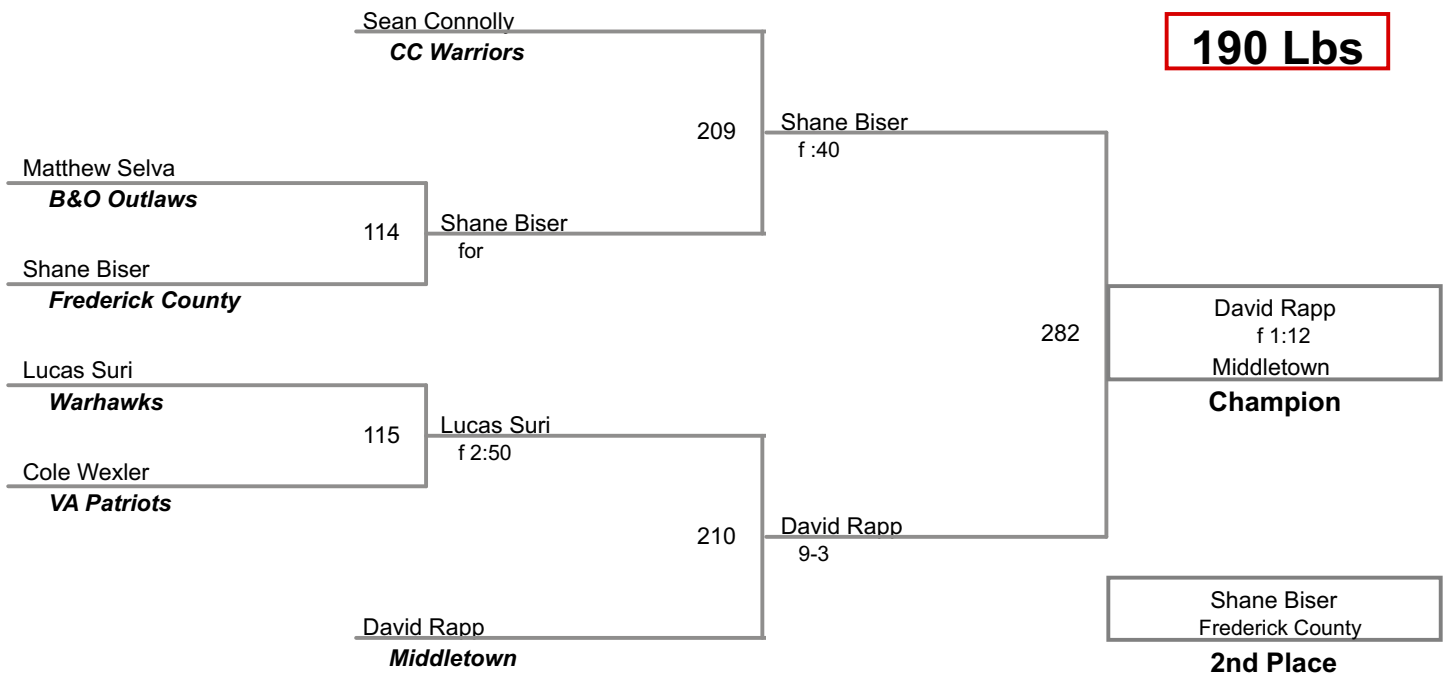 Sean Connolly
CC Warriors
190 Lbs
209
Shane Biser
f :40
Matthew Selva
B&O Outlaws
114
Shane Biser
for
Shane Biser
Frederick County
282
David Rapp
f 1:12
Middletown
Champion
Lucas Suri
Warhawks
115
Lucas Suri
f 2:50
Cole Wexler
VA Patriots
210
David Rapp
9-3
David Rapp
Middletown
Shane Biser
Frederick County
2nd Place